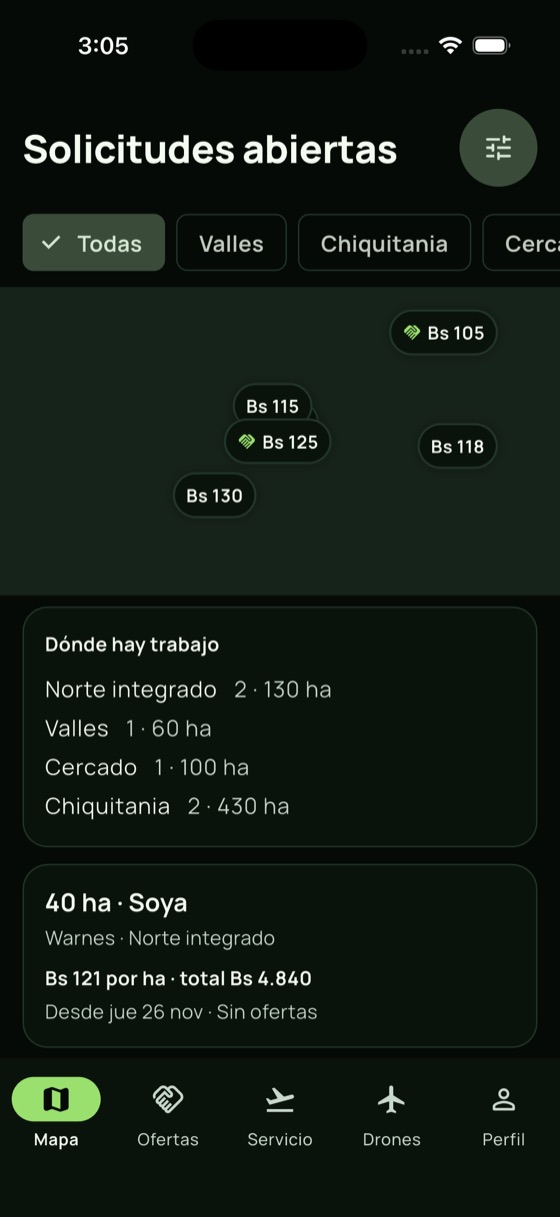 3:05
Solicitudes abiertas
Todas
Valles
Chiquitania
Cerca
Bs 105
Bs 115
Bs 125
Bs 118
Bs 130
Dónde hay trabajo
Norte integrado 2 · 130 ha
Valles 1 · 60 ha
Cercado 1 · 100 ha
Chiquitania 2 · 430 ha
40 ha · Soya
Warnes · Norte integrado
Bs 121 por ha · total Bs 4.840
Desde jue 26 nov · Sin ofertas
Mapa
Ofertas
Servicio
Drones
Perfil